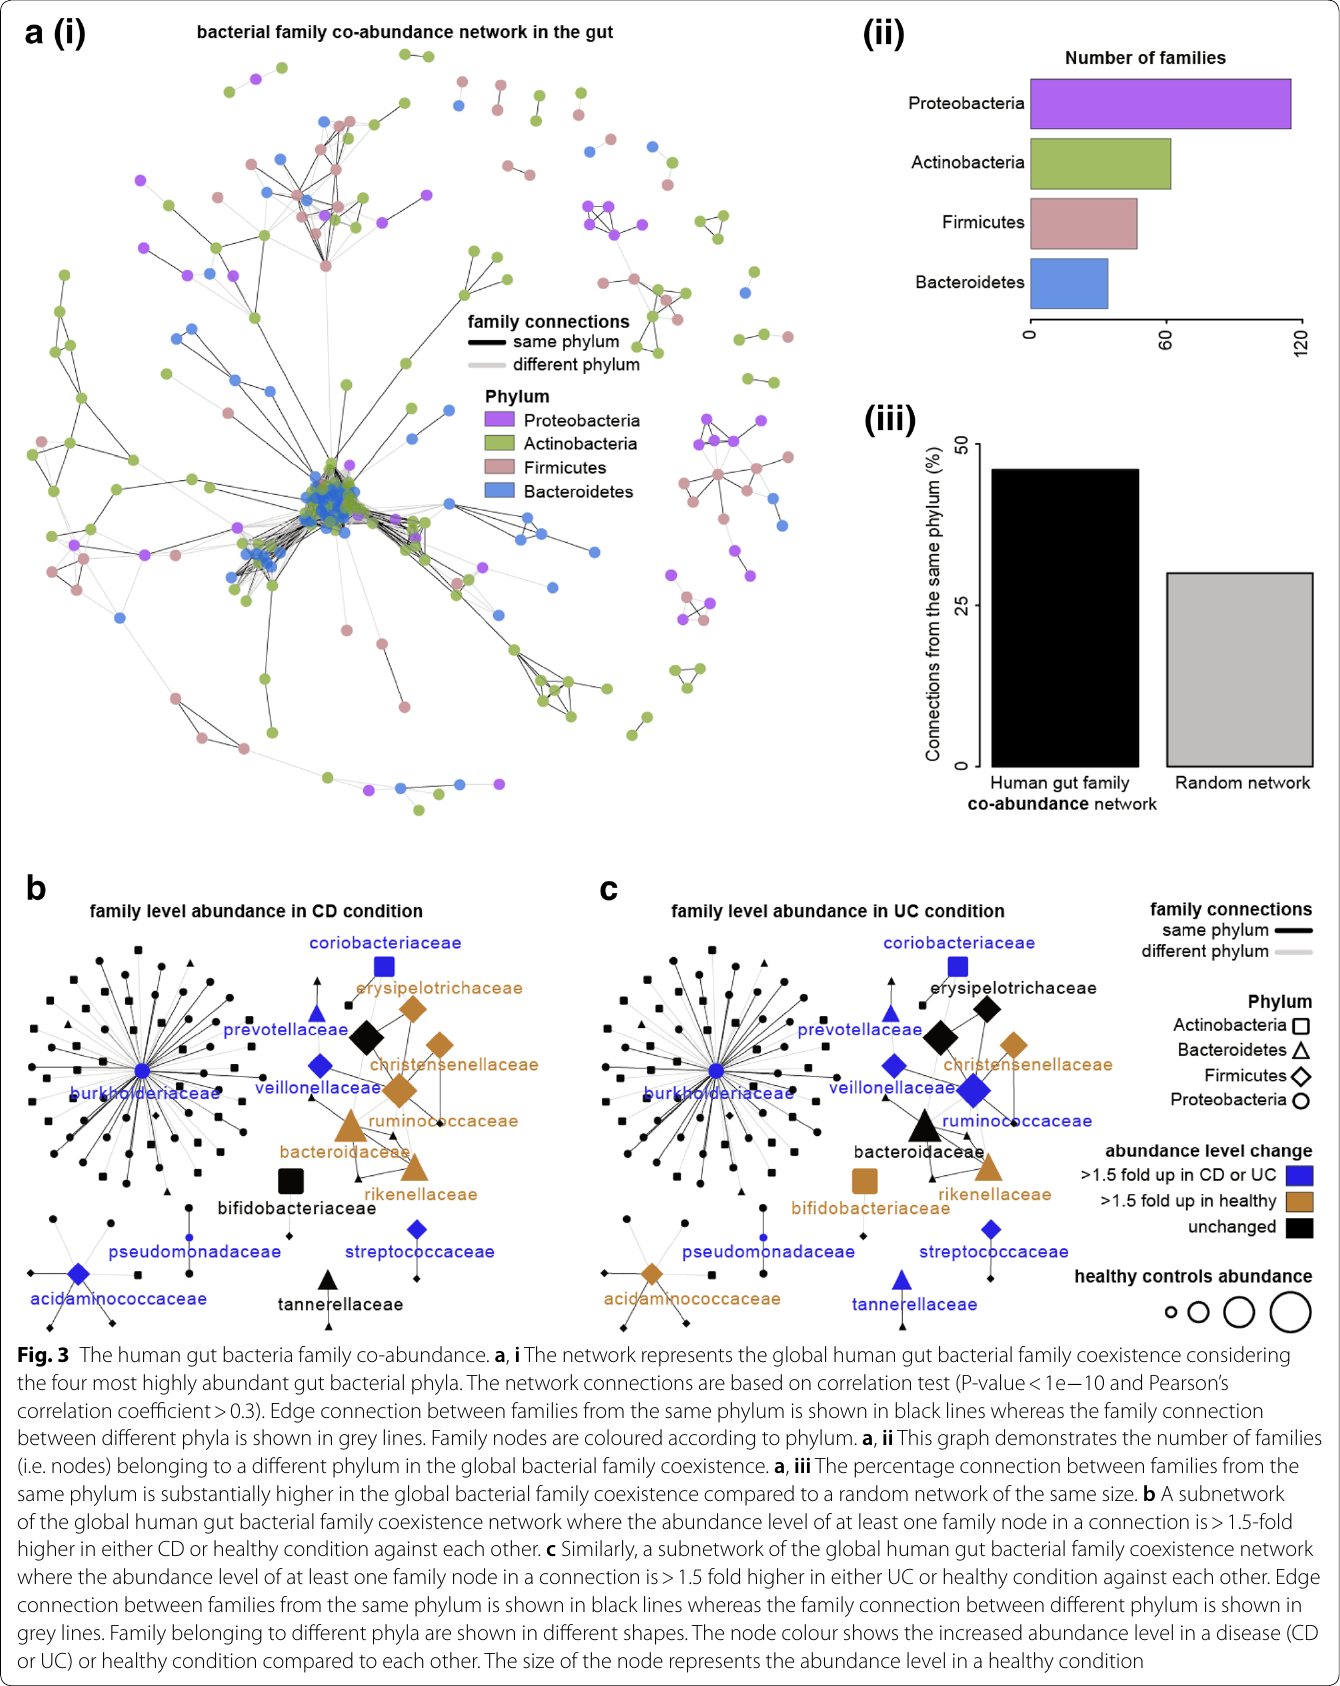 a (i)
bacterial family co-abundance network in the gut
family connections
same phylum
different phylum
Phylum
Proteobacteria
Actinobacteria
Firmicutes
Bacteroidetes
(ii)
Number of families
Proteobacteria
Actinobacteria
Firmicutes
Bacteroidetes
0
60
120
(iii)
Connections from the same phylum (%)
50
25
0
Human gut family
co-abundance network
Random network
b
family level abundance in CD condition
coriobacteriaceae
erysipelotrichaceae
prevotellaceae
christensenellaceae
veillonellaceae
burkholderiaceae
ruminococcaceae
bacteroidaceae
rikenellaceae
bifidobacteriaceae
pseudomonadaceae
streptococcaceae
acidaminococcaceae
tannerellaceae
c
family level abundance in UC condition
coriobacteriaceae
erysipelotrichaceae
prevotellaceae
christensenellaceae
veillonellaceae
burkholderiaceae
ruminococcaceae
bacteroidaceae
rikenellaceae
bifidobacteriaceae
pseudomonadaceae
streptococcaceae
acidaminococcaceae
tannerellaceae
family connections
same phylum
different phylum
Phylum
Actinobacteria
Bacteroidetes
Firmicutes
Proteobacteria
abundance level change
>1.5 fold up in CD or UC
>1.5 fold up in healthy
unchanged
healthy controls abundance
Fig. 3 The human gut bacteria family co-abundance. a, i The network represents the global human gut bacterial family coexistence considering
the four most highly abundant gut bacterial phyla. The network connections are based on correlation test (P-value < 1e−10 and Pearson's
correlation coefficient > 0.3). Edge connection between families from the same phylum is shown in black lines whereas the family connection
between different phyla is shown in grey lines. Family nodes are coloured according to phylum. a, ii This graph demonstrates the number of families
(i.e. nodes) belonging to a different phylum in the global bacterial family coexistence. a, iii The percentage connection between families from the
same phylum is substantially higher in the global bacterial family coexistence compared to a random network of the same size. b A subnetwork
of the global human gut bacterial family coexistence network where the abundance level of at least one family node in a connection is > 1.5-fold
higher in either CD or healthy condition against each other. c Similarly, a subnetwork of the global human gut bacterial family coexistence network
where the abundance level of at least one family node in a connection is > 1.5 fold higher in either UC or healthy condition against each other. Edge
connection between families from the same phylum is shown in black lines whereas the family connection between different phylum is shown in
grey lines. Family belonging to different phyla are shown in different shapes. The node colour shows the increased abundance level in a disease (CD
or UC) or healthy condition compared to each other. The size of the node represents the abundance level in a healthy condition